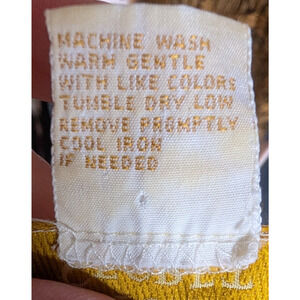 MACHINE WASH
WARM GENTLE
WITH LIKE COLORS
TUMBLE DRY LOW
REMOVE PROMPTLY
COOL IRON
IF NEEDED